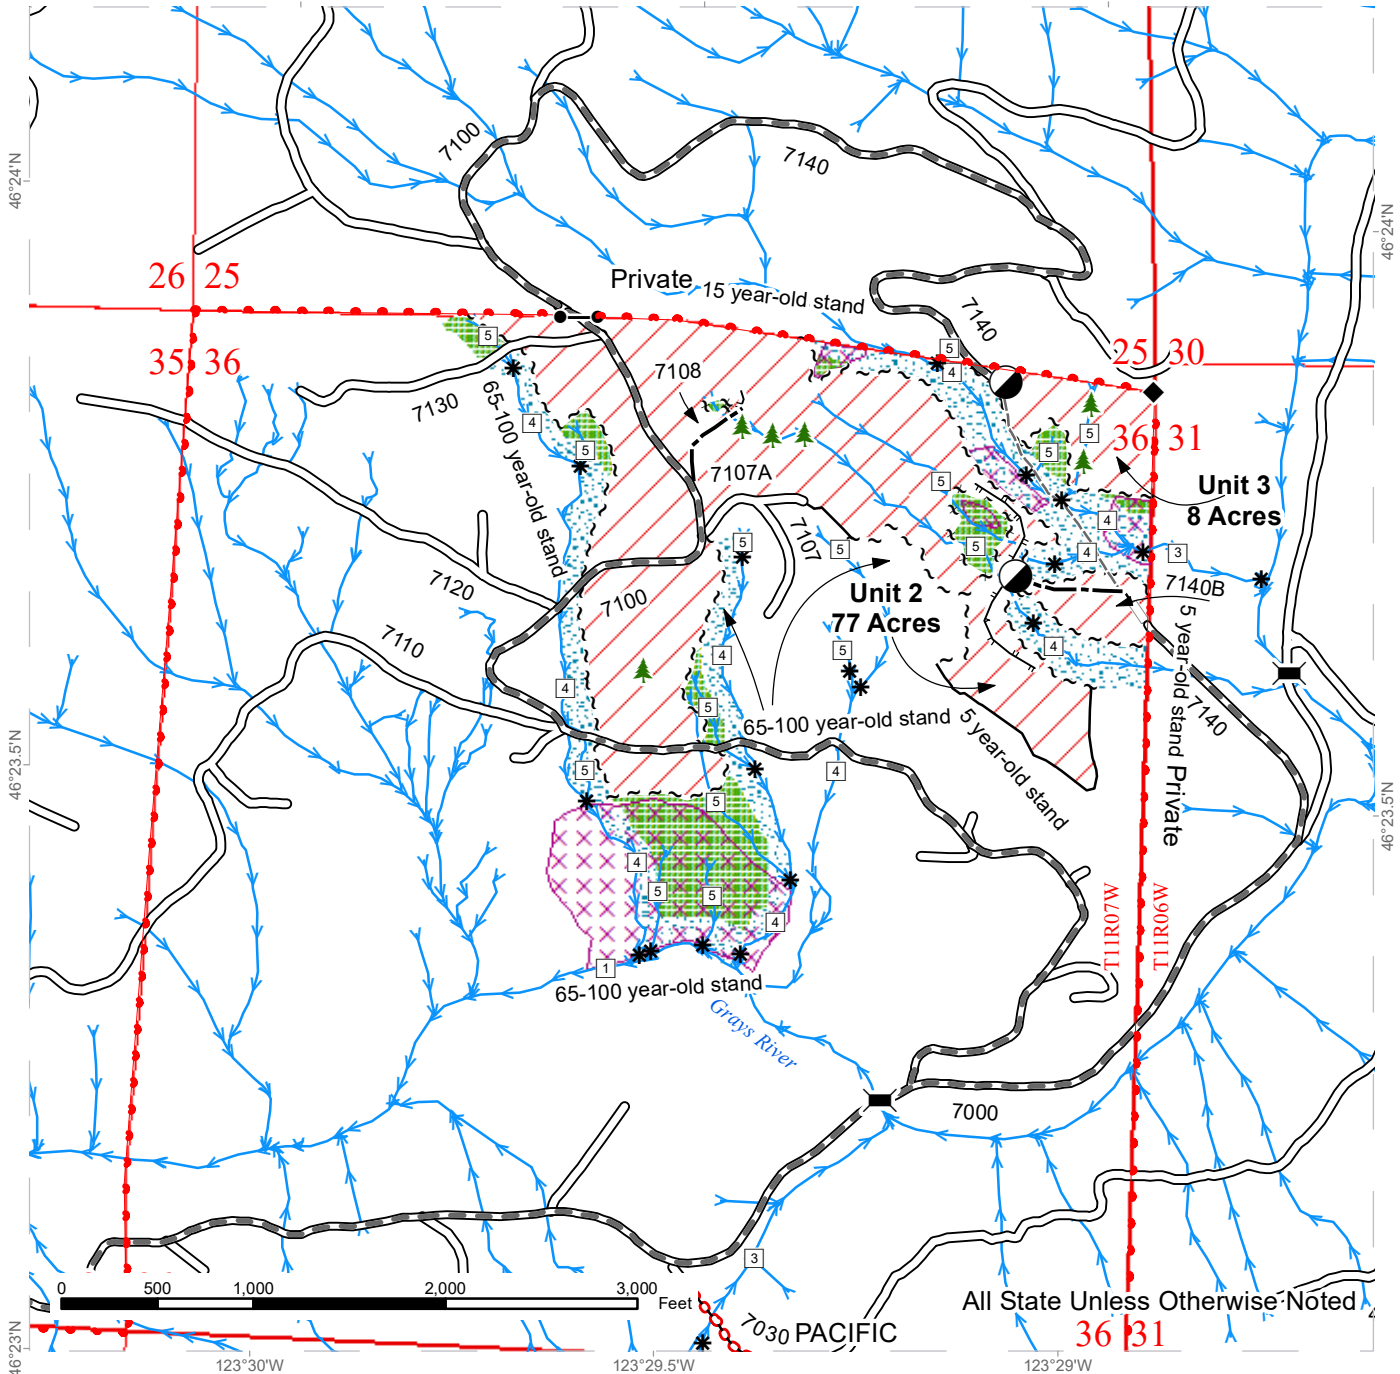 7100
7140
46°24'N
46°24'N
26 25
Private
15 year-old stand
7140
25 30
35 36
5
5
4
7108
7130
65-100 year-old stand
4
5
5
5
36 31
7107A
5
Unit 3
8 Acres
4
7107
5
5
5
4
3
7120
7100
Unit 2
77 Acres
7140B
5 year-old stand
Private
7110
4
5
4
4
5
65-100 year-old stand
5 year-old stand
7140
46°23.5'N
46°23.5'N
5
4
5
4
5
5
4
T11R07W
T11R06W
1
65-100 year-old stand
Grays River
7000
3
0 500 1,000 2,000 3,000
Feet
All State Unless Otherwise Noted
7030
PACIFIC
36 31
46°23'N
123°30'W
123°29.5'W
123°29'W